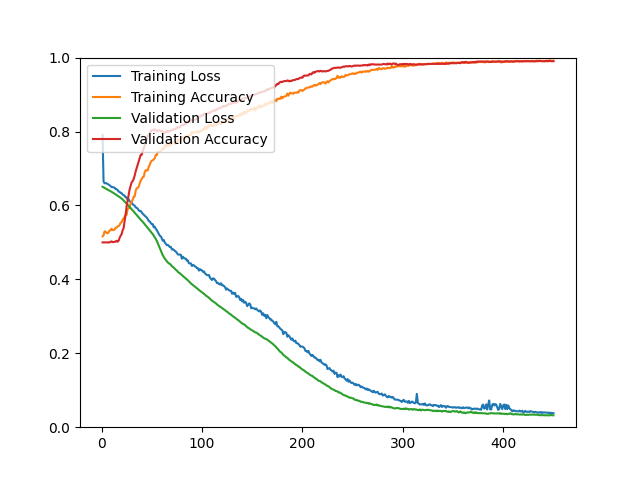 Training Loss
Training Accuracy
Validation Loss
Validation Accuracy
1.0
0.8
0.6
0.4
0.2
0.0
0 100 200 300 400